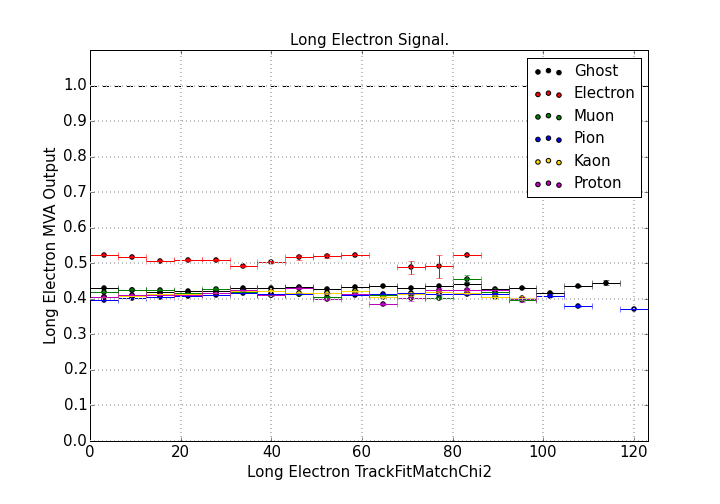 Long Electron Signal.
Long Electron MVA Output
1.0
0.9
0.8
0.7
0.6
0.5
0.4
0.3
0.2
0.1
0.0
0 20 40 60 80 100 120
Long Electron TrackFitMatchChi2
Ghost
Electron
Muon
Pion
Kaon
Proton